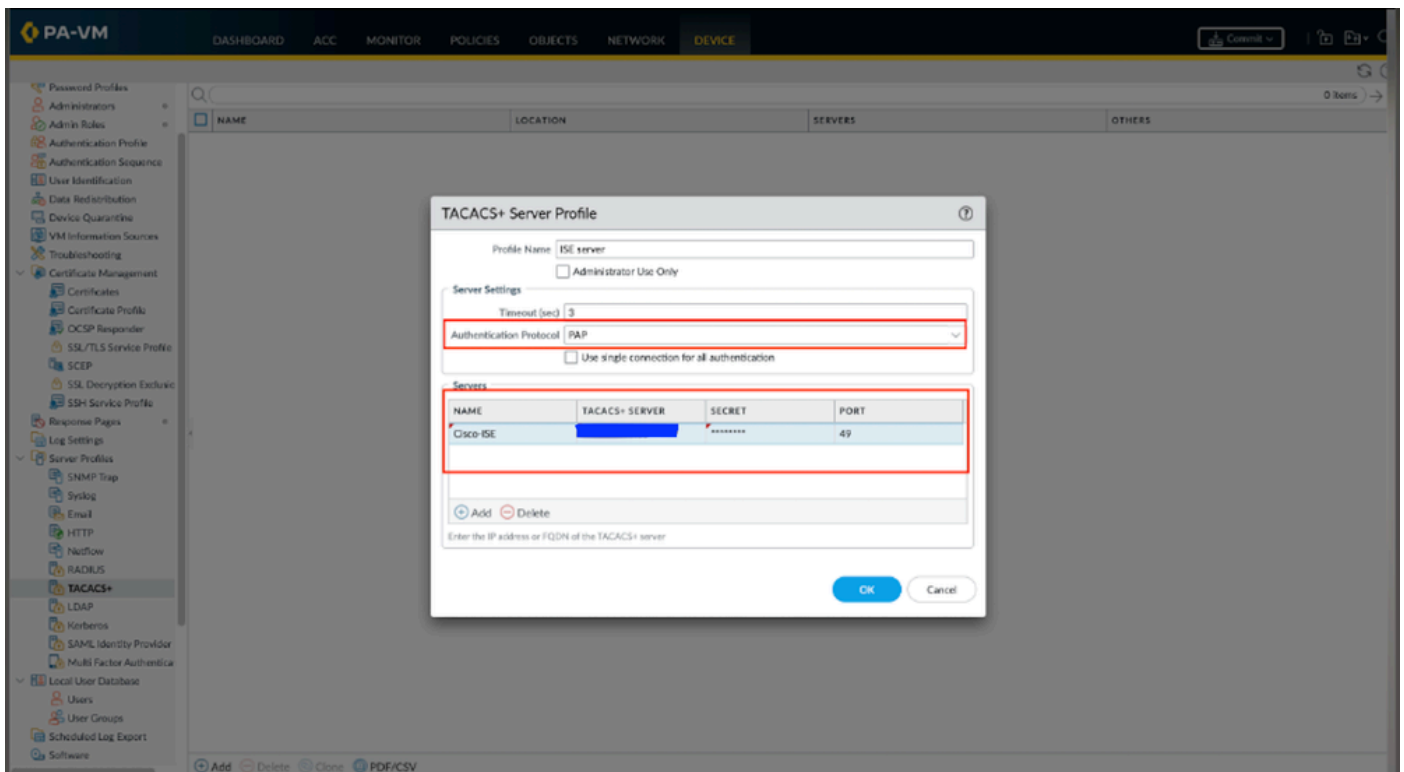 PA-VM
DASHBOARD ACC MONITOR POLICIES OBJECTS NETWORK DEVICE
Commit
Password Profiles
Administrators
Admin Roles
Authentication Profile
Authentication Sequence
User Identification
Data Redistribution
Device Quarantine
VM Information Sources
Troubleshooting
Certificate Management
Certificates
Certificate Profile
OCSP Responder
SSL/TLS Service Profile
SCEP
SSL Decryption Exclusio
SSH Service Profile
Response Pages
Log Settings
Server Profiles
SNMP Trap
Syslog
Email
HTTP
Netflow
RADIUS
TACACS+
LDAP
Kerberos
SAML Identity Provider
Multi Factor Authentica
Local User Database
Users
User Groups
Scheduled Log Export
Software
0 items
NAME LOCATION SERVERS OTHERS
TACACS+ Server Profile
Profile Name ISE server
Administrator Use Only
Server Settings
Timeout (sec) 3
Authentication Protocol PAP
Use single connection for all authentication
Servers
NAME TACACS+ SERVER SECRET PORT
Cisco-ISE ******** 49
Add Delete
Enter the IP address or FQDN of the TACACS+ server
OK Cancel
Add Delete Clone PDF/CSV